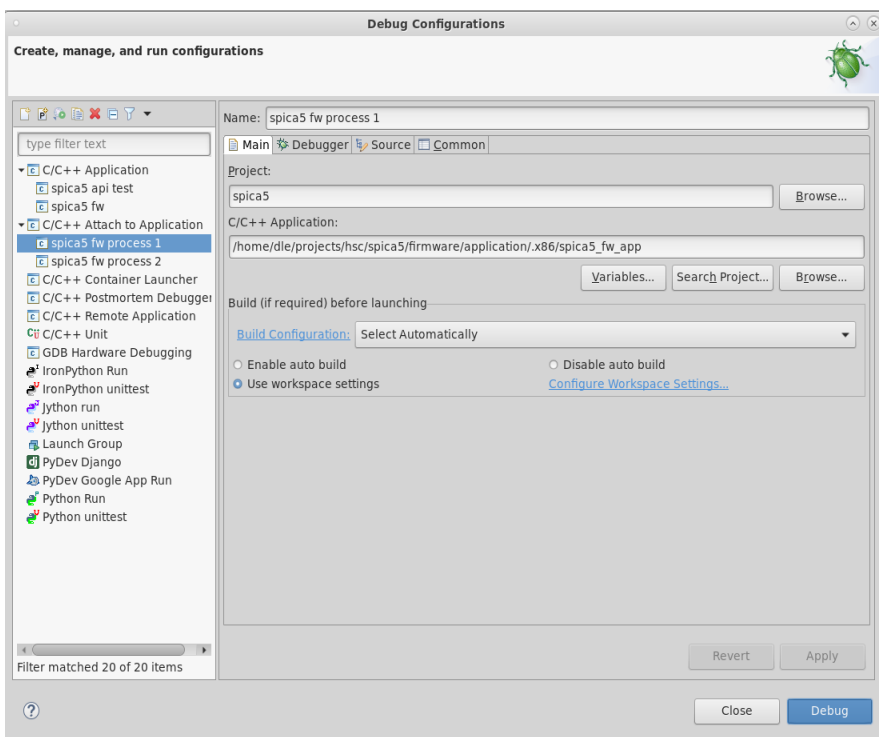 Debug Configurations
Create, manage, and run configurations
type filter text
C/C++ Application
spica5 api test
spica5 fw
C/C++ Attach to Application
spica5 fw process 1
spica5 fw process 2
C/C++ Container Launcher
C/C++ Postmortem Debugger
C/C++ Remote Application
C/C++ Unit
GDB Hardware Debugging
IronPython Run
IronPython unittest
Jython run
Jython unittest
Launch Group
PyDev Django
PyDev Google App Run
Python Run
Python unittest
Filter matched 20 of 20 items
Name: spica5 fw process 1
Main Debugger Source Common
Project:
spica5 Browse...
C/C++ Application:
/home/dle/projects/hsc/spica5/firmware/application/.x86/spica5_fw_app
Variables... Search Project... Browse...
Build (if required) before launching
Build Configuration: Select Automatically
Enable auto build Disable auto build
Use workspace settings Configure Workspace Settings...
Revert Apply
Close Debug